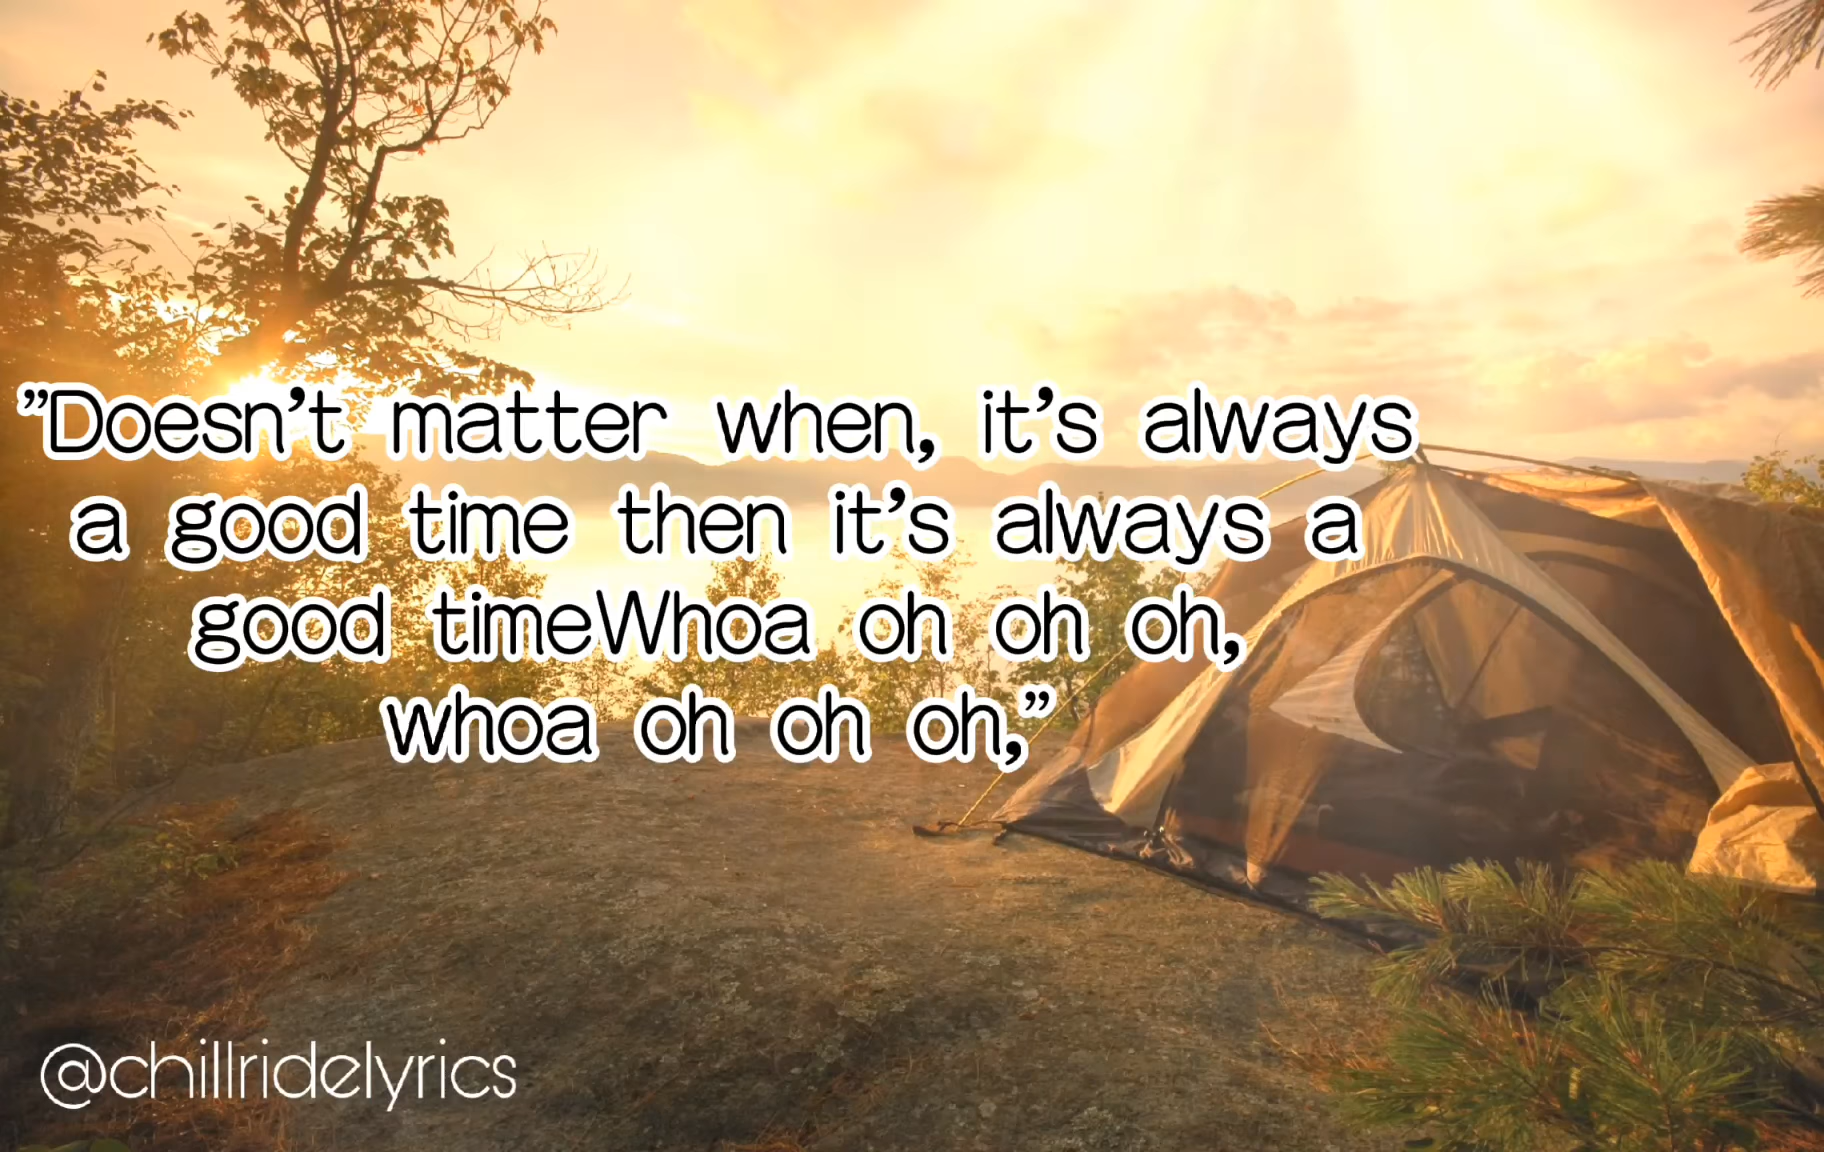 ”Doesn’t matter when, it’s always
a good time then it’s always a
good timeWhoa oh oh oh,
whoa oh oh oh,”
@chillridelyrics